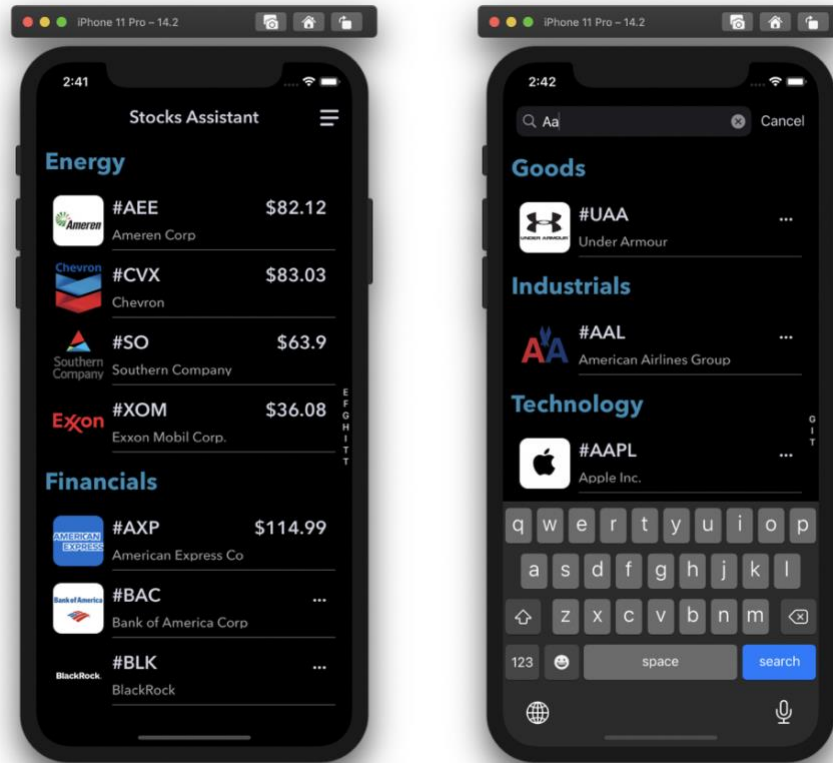 iPhone 11 Pro – 14.2
2:41
Stocks Assistant
Energy
Ameren
#AEE $82.12
Ameren Corp
Chevron
#CVX $83.03
Chevron
Southern
Company
#SO $63.9
Southern Company
Exxon
#XOM $36.08
Exxon Mobil Corp.
E
F
G
H
I
T
T
Financials
AMERICAN
EXPRESS
#AXP $114.99
American Express Co
Bank of America
#BAC ...
Bank of America Corp
BlackRock.
#BLK ...
BlackRock
iPhone 11 Pro – 14.2
2:42
Aa
Cancel
Goods
UNDER ARMOUR
#UAA ...
Under Armour
Industrials
AA
#AAL ...
American Airlines Group
Technology
#AAPL ...
Apple Inc.
G
I
T
q w e r t y u i o p
a s d f g h j k l
z x c v b n m
123 space search